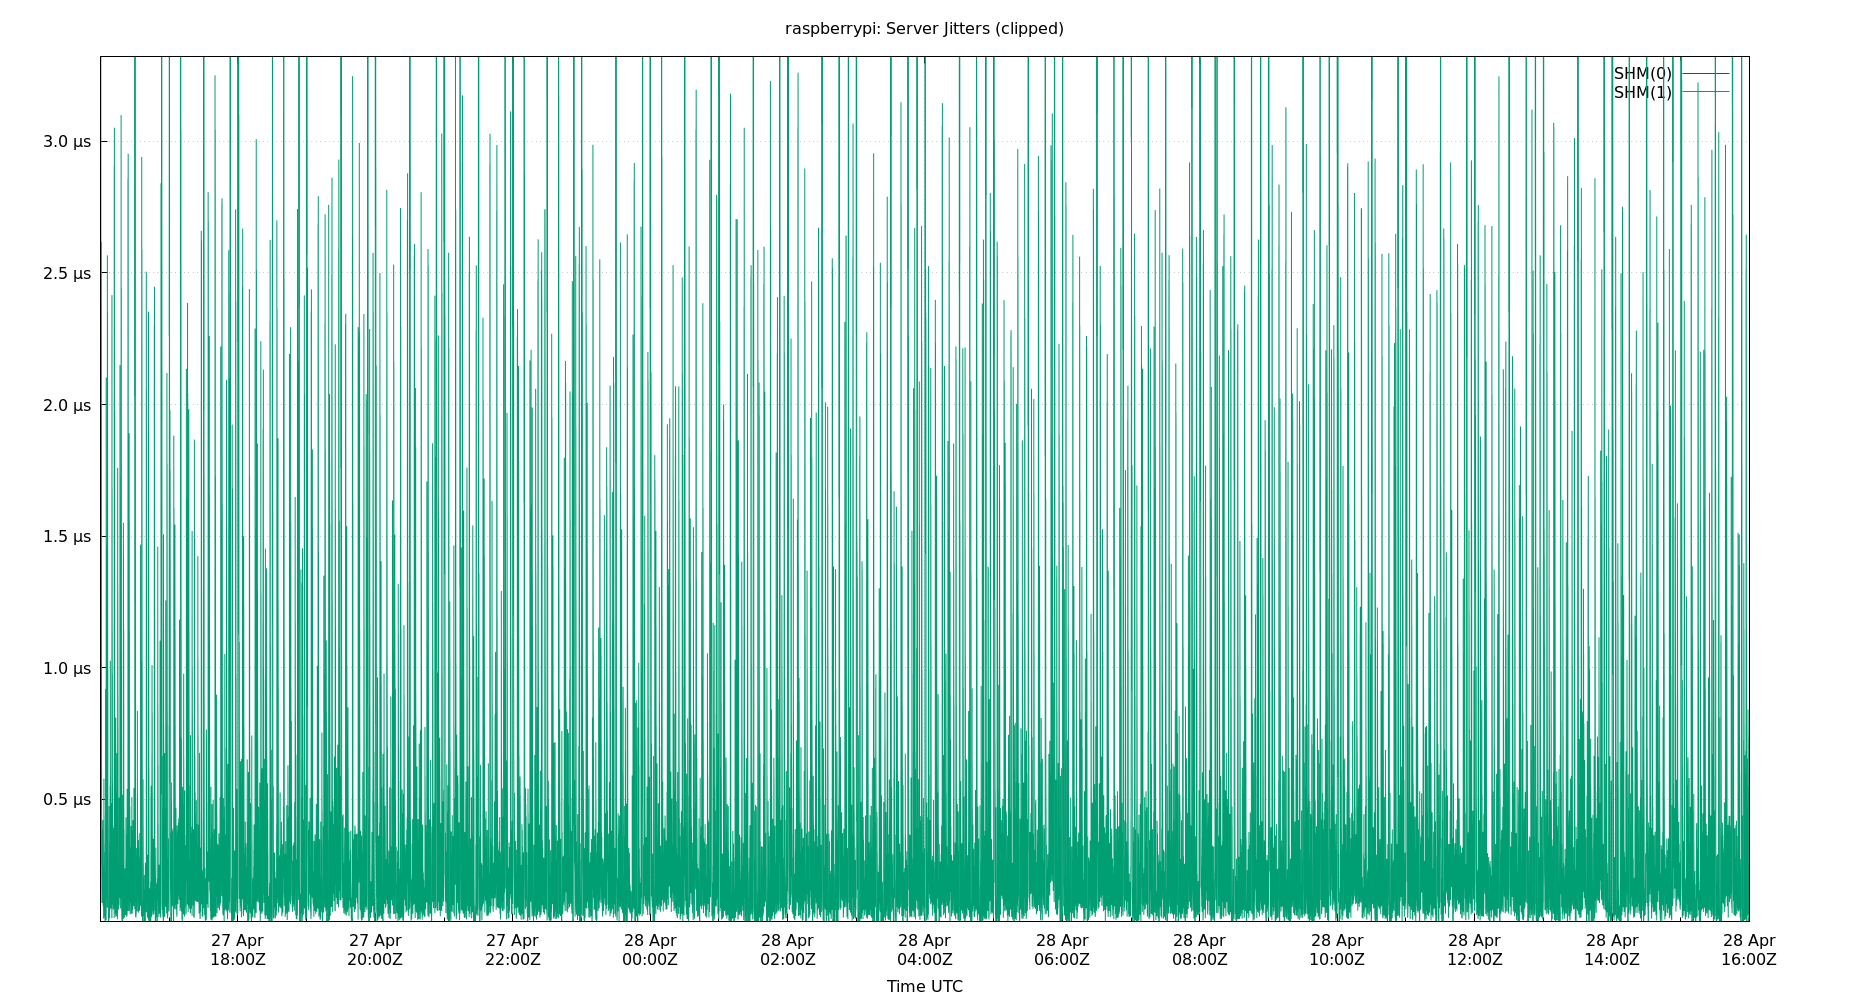 raspberrypi: Server Jitters (clipped)
SHM(0)
SHM(1)
3.0 µs
2.5 µs
2.0 µs
1.5 µs
1.0 µs
0.5 µs
27 Apr 27 Apr 27 Apr 28 Apr 28 Apr 28 Apr 28 Apr 28 Apr 28 Apr 28 Apr 28 Apr 28 Apr
18:00Z 20:00Z 22:00Z 00:00Z 02:00Z 04:00Z 06:00Z 08:00Z 10:00Z 12:00Z 14:00Z 16:00Z
Time UTC